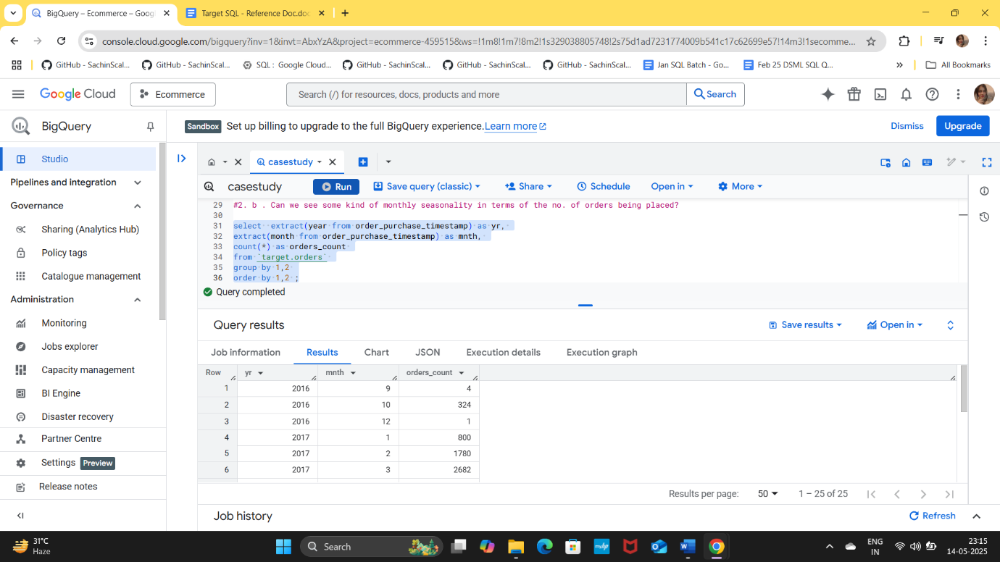 BigQuery – Ecommerce – Goog
Target SQL - Reference Doc.doc
console.cloud.google.com/bigquery?inv=1&invt=AbxYzA&project=ecommerce-459515&ws=!1m8!1m7!8m2!1s329038805748!2s75d1ad7231774009b541c17c62699e57!14m3!1secomme...
GitHub - SachinScal...
GitHub - SachinScal...
SQL : Google Cloud...
GitHub - SachinScal...
GitHub - SachinScal...
GitHub - SachinScal...
Jan SQL Batch - Go...
Feb 25 DSML SQL Q...
»
All Bookmarks
Google Cloud
Ecommerce
Search (/) for resources, docs, products and more
Search
BigQuery
Sandbox Set up billing to upgrade to the full BigQuery experience. Learn more
Dismiss
Upgrade
Studio
Pipelines and integration
Governance
Sharing (Analytics Hub)
Policy tags
Catalogue management
Administration
Monitoring
Jobs explorer
Capacity management
BI Engine
Disaster recovery
Partner Centre
Settings Preview
Release notes
casestudy
casestudy
Run
Save query (classic)
Share
Schedule
Open in
More
29 #2. b . Can we see some kind of monthly seasonality in terms of the no. of orders being placed?
30
31 select  extract(year from order_purchase_timestamp) as yr,
32 extract(month from order_purchase_timestamp) as mnth,
33 count(*) as orders_count
34 from `target.orders`
35 group by 1,2
36 order by 1,2 ;
Query completed
Query results
Save results
Open in
Job information
Results
Chart
JSON
Execution details
Execution graph
Row yr mnth orders_count
1 2016 9 4
2 2016 10 324
3 2016 12 1
4 2017 1 800
5 2017 2 1780
6 2017 3 2682
Results per page: 50 1 – 25 of 25
Job history
Refresh
31°C
Haze
Search
ENG
IN
23:15
14-05-2025